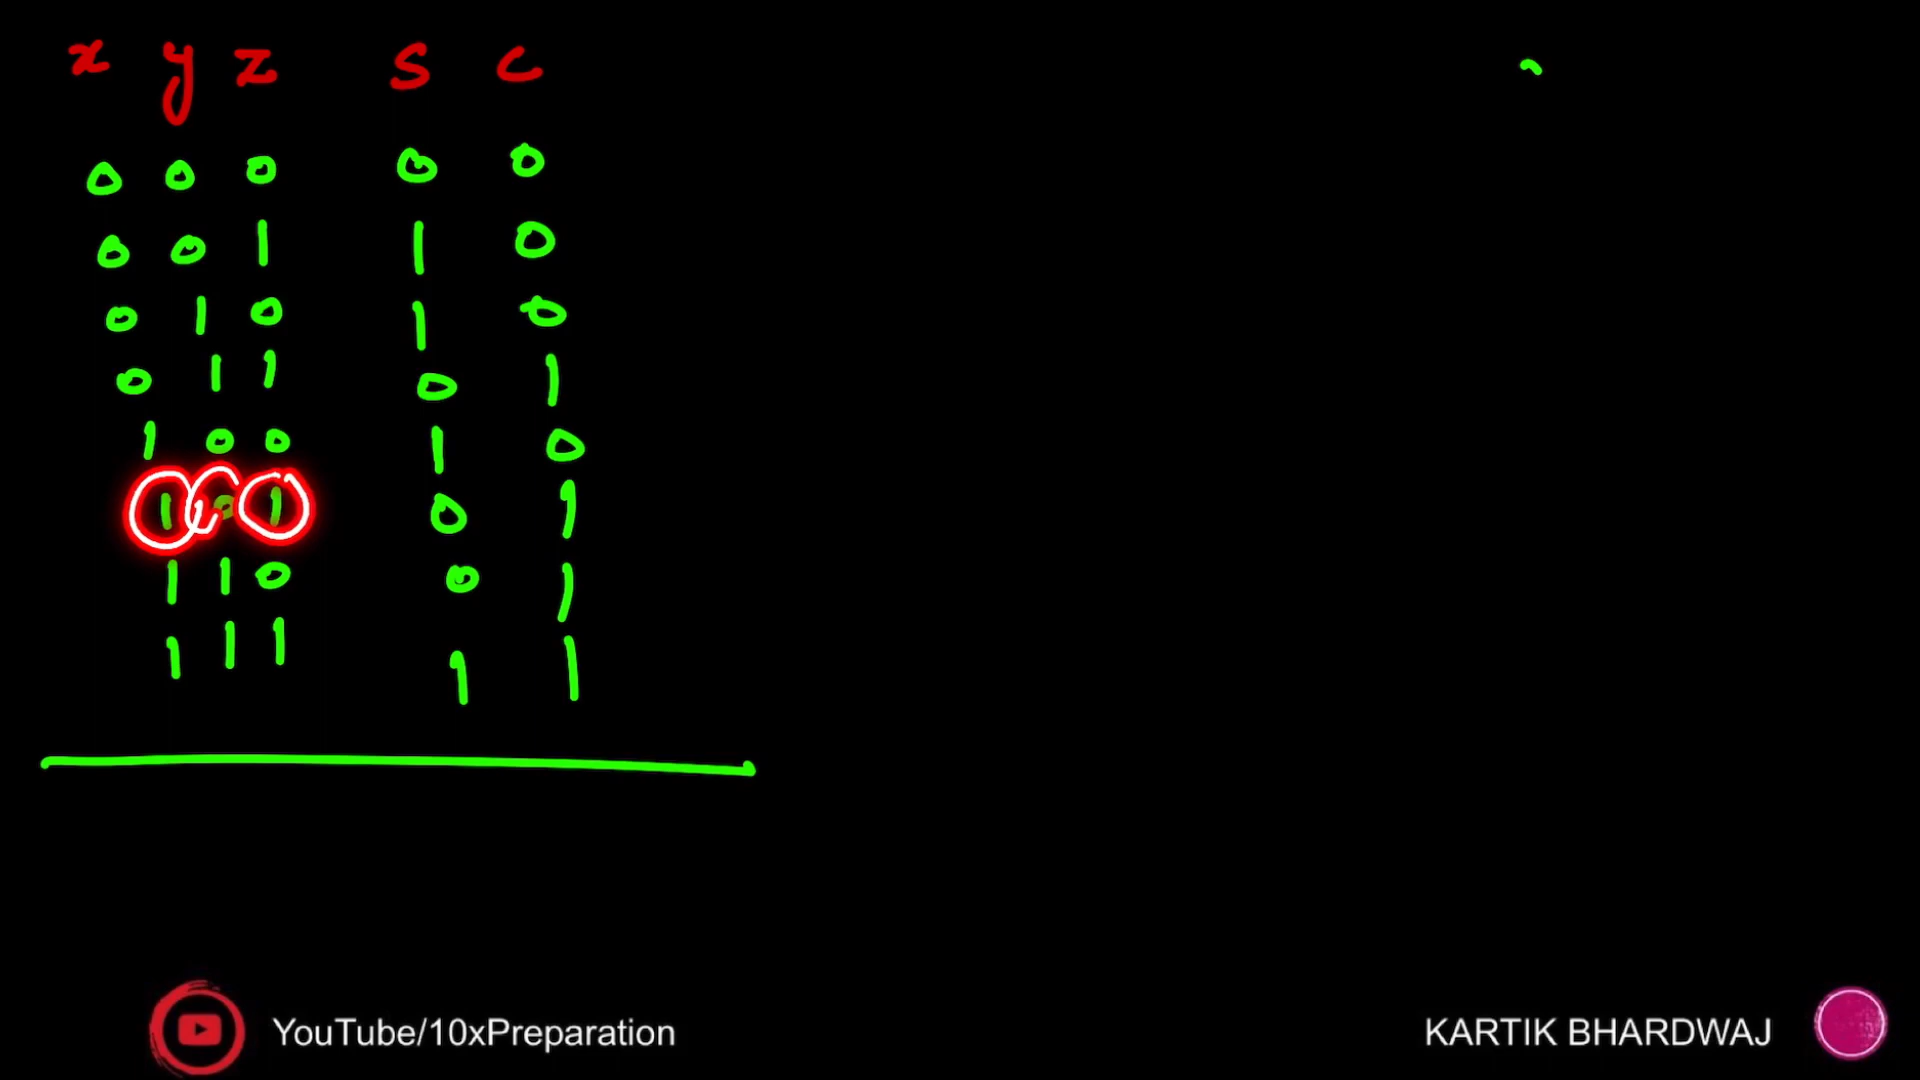 x y z s c
0 0 0 0 0
0 0 1 1 0
0 1 0 1 0
0 1 1 0 1
1 0 0 1 0
1 0 1 0 1
1 1 0 0 1
1 1 1 1 1
YouTube/10xPreparation
KARTIK BHARDWAJ